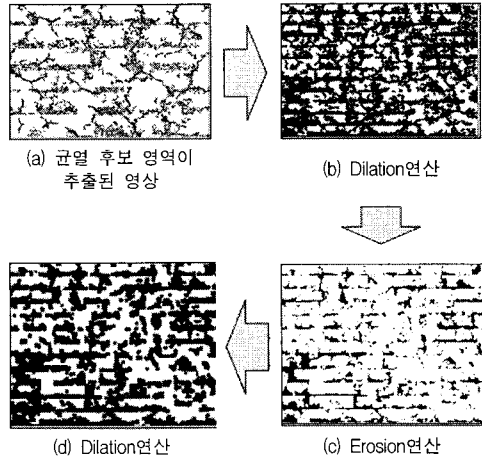 (a) 균열 후보 영역이
추출된 영상
(b) Dilation연산
(d) Dilation연산
(c) Erosion연산